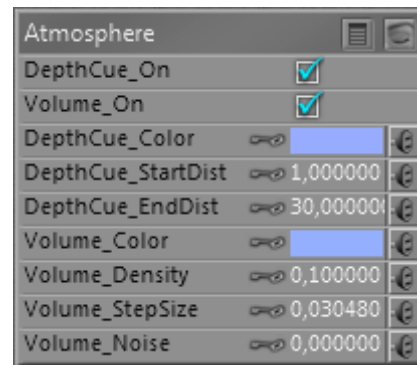 Atmosphere
DepthCue_On
Volume_On
DepthCue_Color
DepthCue_StartDist 1,000000
DepthCue_EndDist 30,00000(
Volume_Color
Volume_Density 0,100000
Volume_StepSize 0,030480
Volume_Noise 0,000000